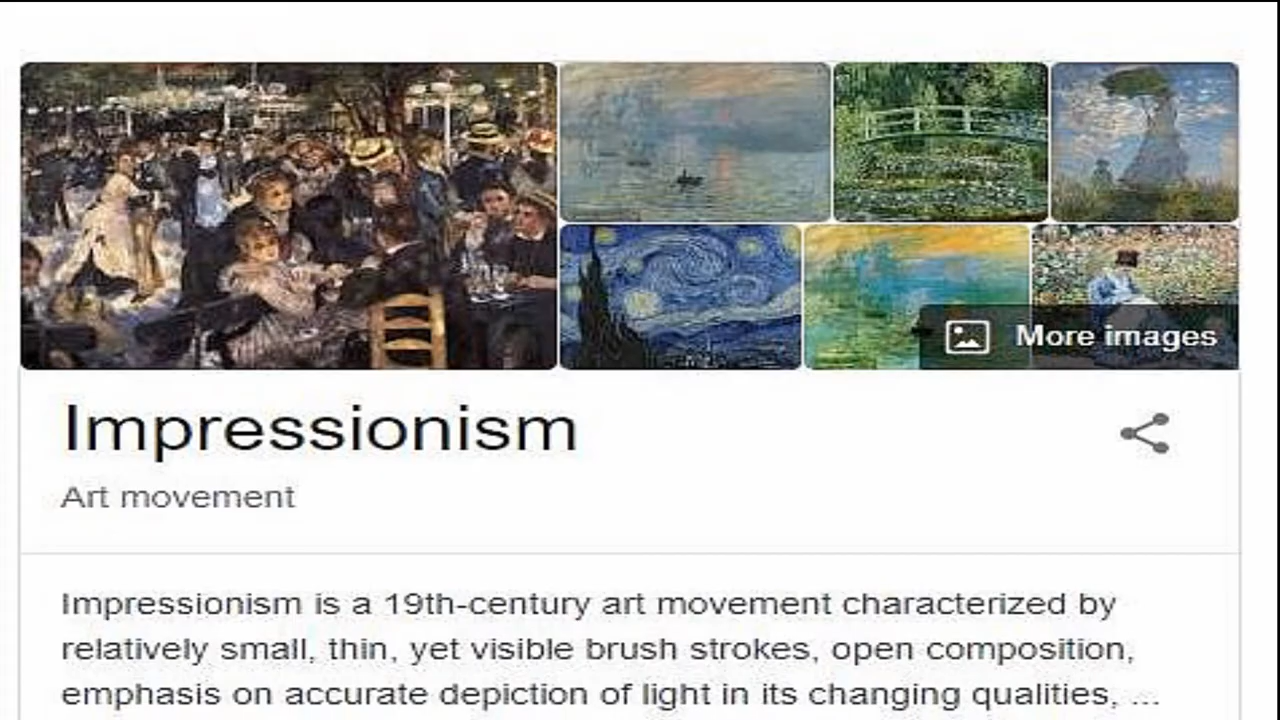 More images
Impressionism
Art movement
Impressionism is a 19th-century art movement characterized by
relatively small, thin, yet visible brush strokes, open composition,
emphasis on accurate depiction of light in its changing qualities, ...